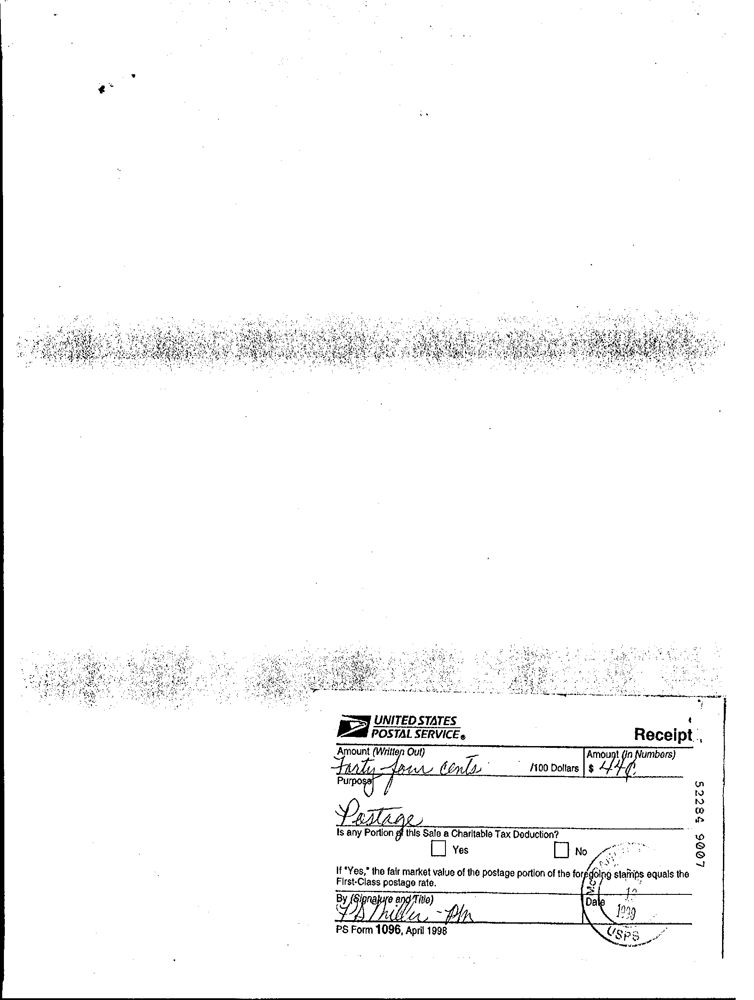 UNITED STATES
POSTAL SERVICE®
Receipt
Amount (Written Out)
Forty four cents /100 Dollars
Amount (in Numbers)
$ 44¢
Purpose
Postage
Is any Portion of this Sale a Charitable Tax Deduction?
Yes No
If "Yes," the fair market value of the postage portion of the foregoing stamps equals the
First-Class postage rate.
By (Signature and Title)
Miller - PM
Date
12
1999
USPS
PS Form 1096, April 1998
52284 9007